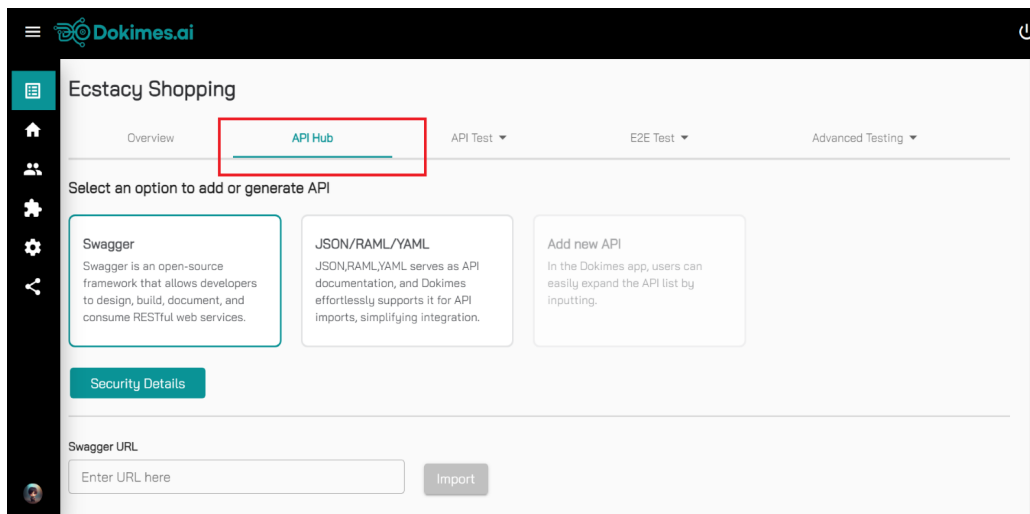 Dokimes.ai
Ecstacy Shopping
Overview
API Hub
API Test
E2E Test
Advanced Testing
Select an option to add or generate API
Swagger
Swagger is an open-source
framework that allows developers
to design, build, document, and
consume RESTful web services.
JSON/RAML/YAML
JSON,RAML,YAML serves as API
documentation, and Dokimes
effortlessly supports it for API
imports, simplifying integration.
Add new API
In the Dokimes app, users can
easily expand the API list by
inputting.
Security Details
Swagger URL
Enter URL here
Import